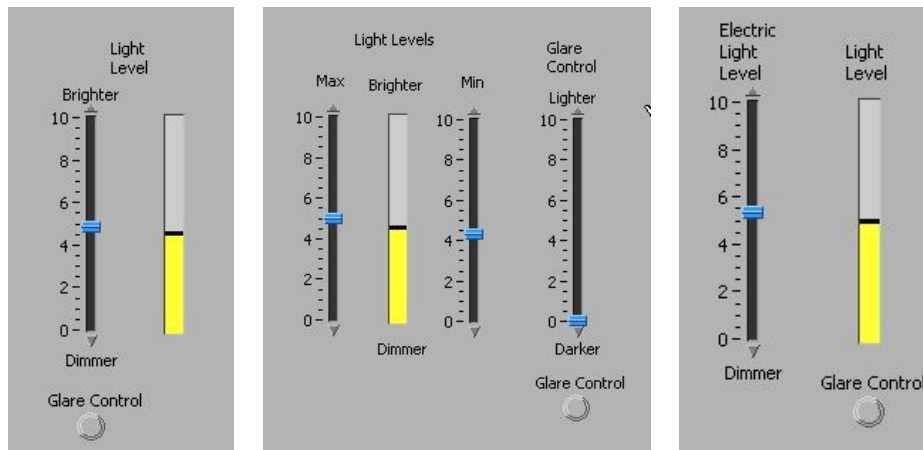 Light
Level
Brighter
10
8
6
4
2
0
Dimmer
Glare Control
Light Levels
Max
Brighter
Min
10
8
6
4
2
0
10
8
6
4
2
0
Dimmer
Glare
Control
Lighter
10
8
6
4
2
0
Darker
Glare Control
Electric
Light
Level
10
8
6
4
2
0
Dimmer
Light
Level
Glare Control